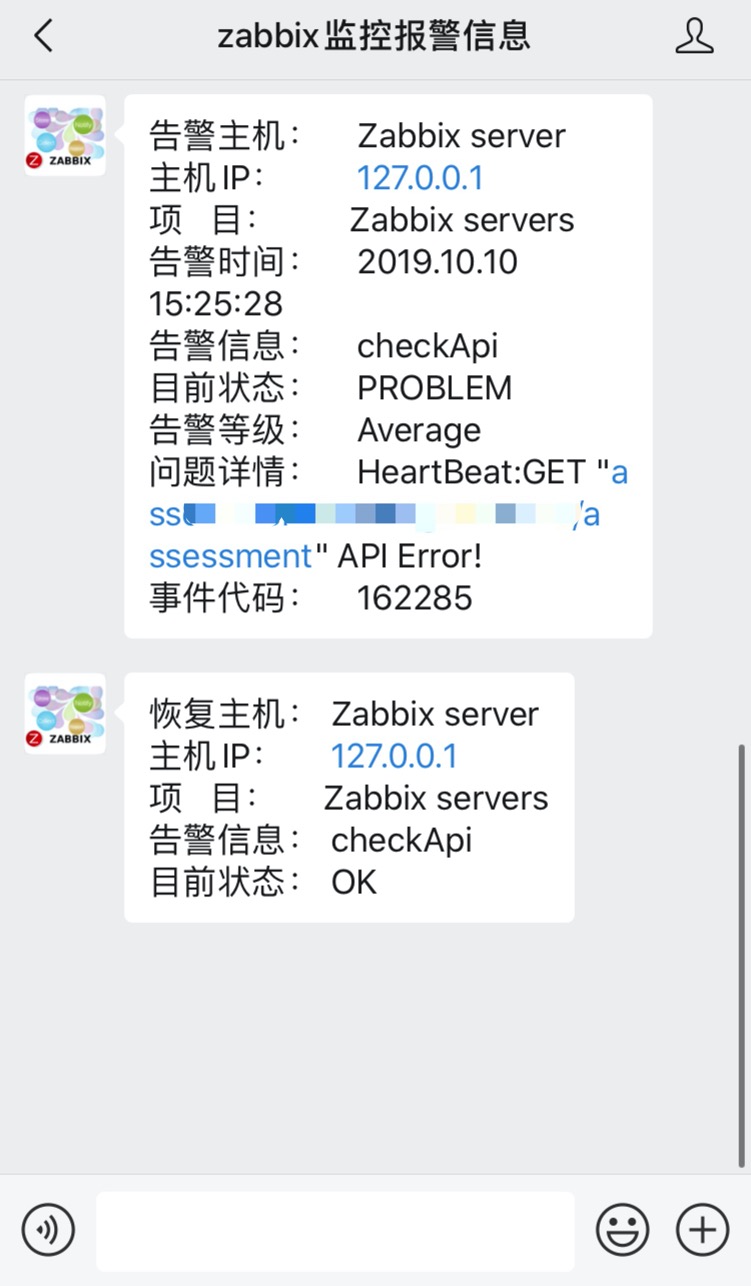 zabbix监控报警信息
ZABBIX
告警主机： Zabbix server
主机IP： 127.0.0.1
项 目： Zabbix servers
告警时间： 2019.10.10
15:25:28
告警信息： checkApi
目前状态： PROBLEM
告警等级： Average
问题详情： HeartBeat:GET "a
ss /a
ssessment" API Error!
事件代码： 162285
ZABBIX
恢复主机： Zabbix server
主机IP： 127.0.0.1
项 目： Zabbix servers
告警信息： checkApi
目前状态： OK